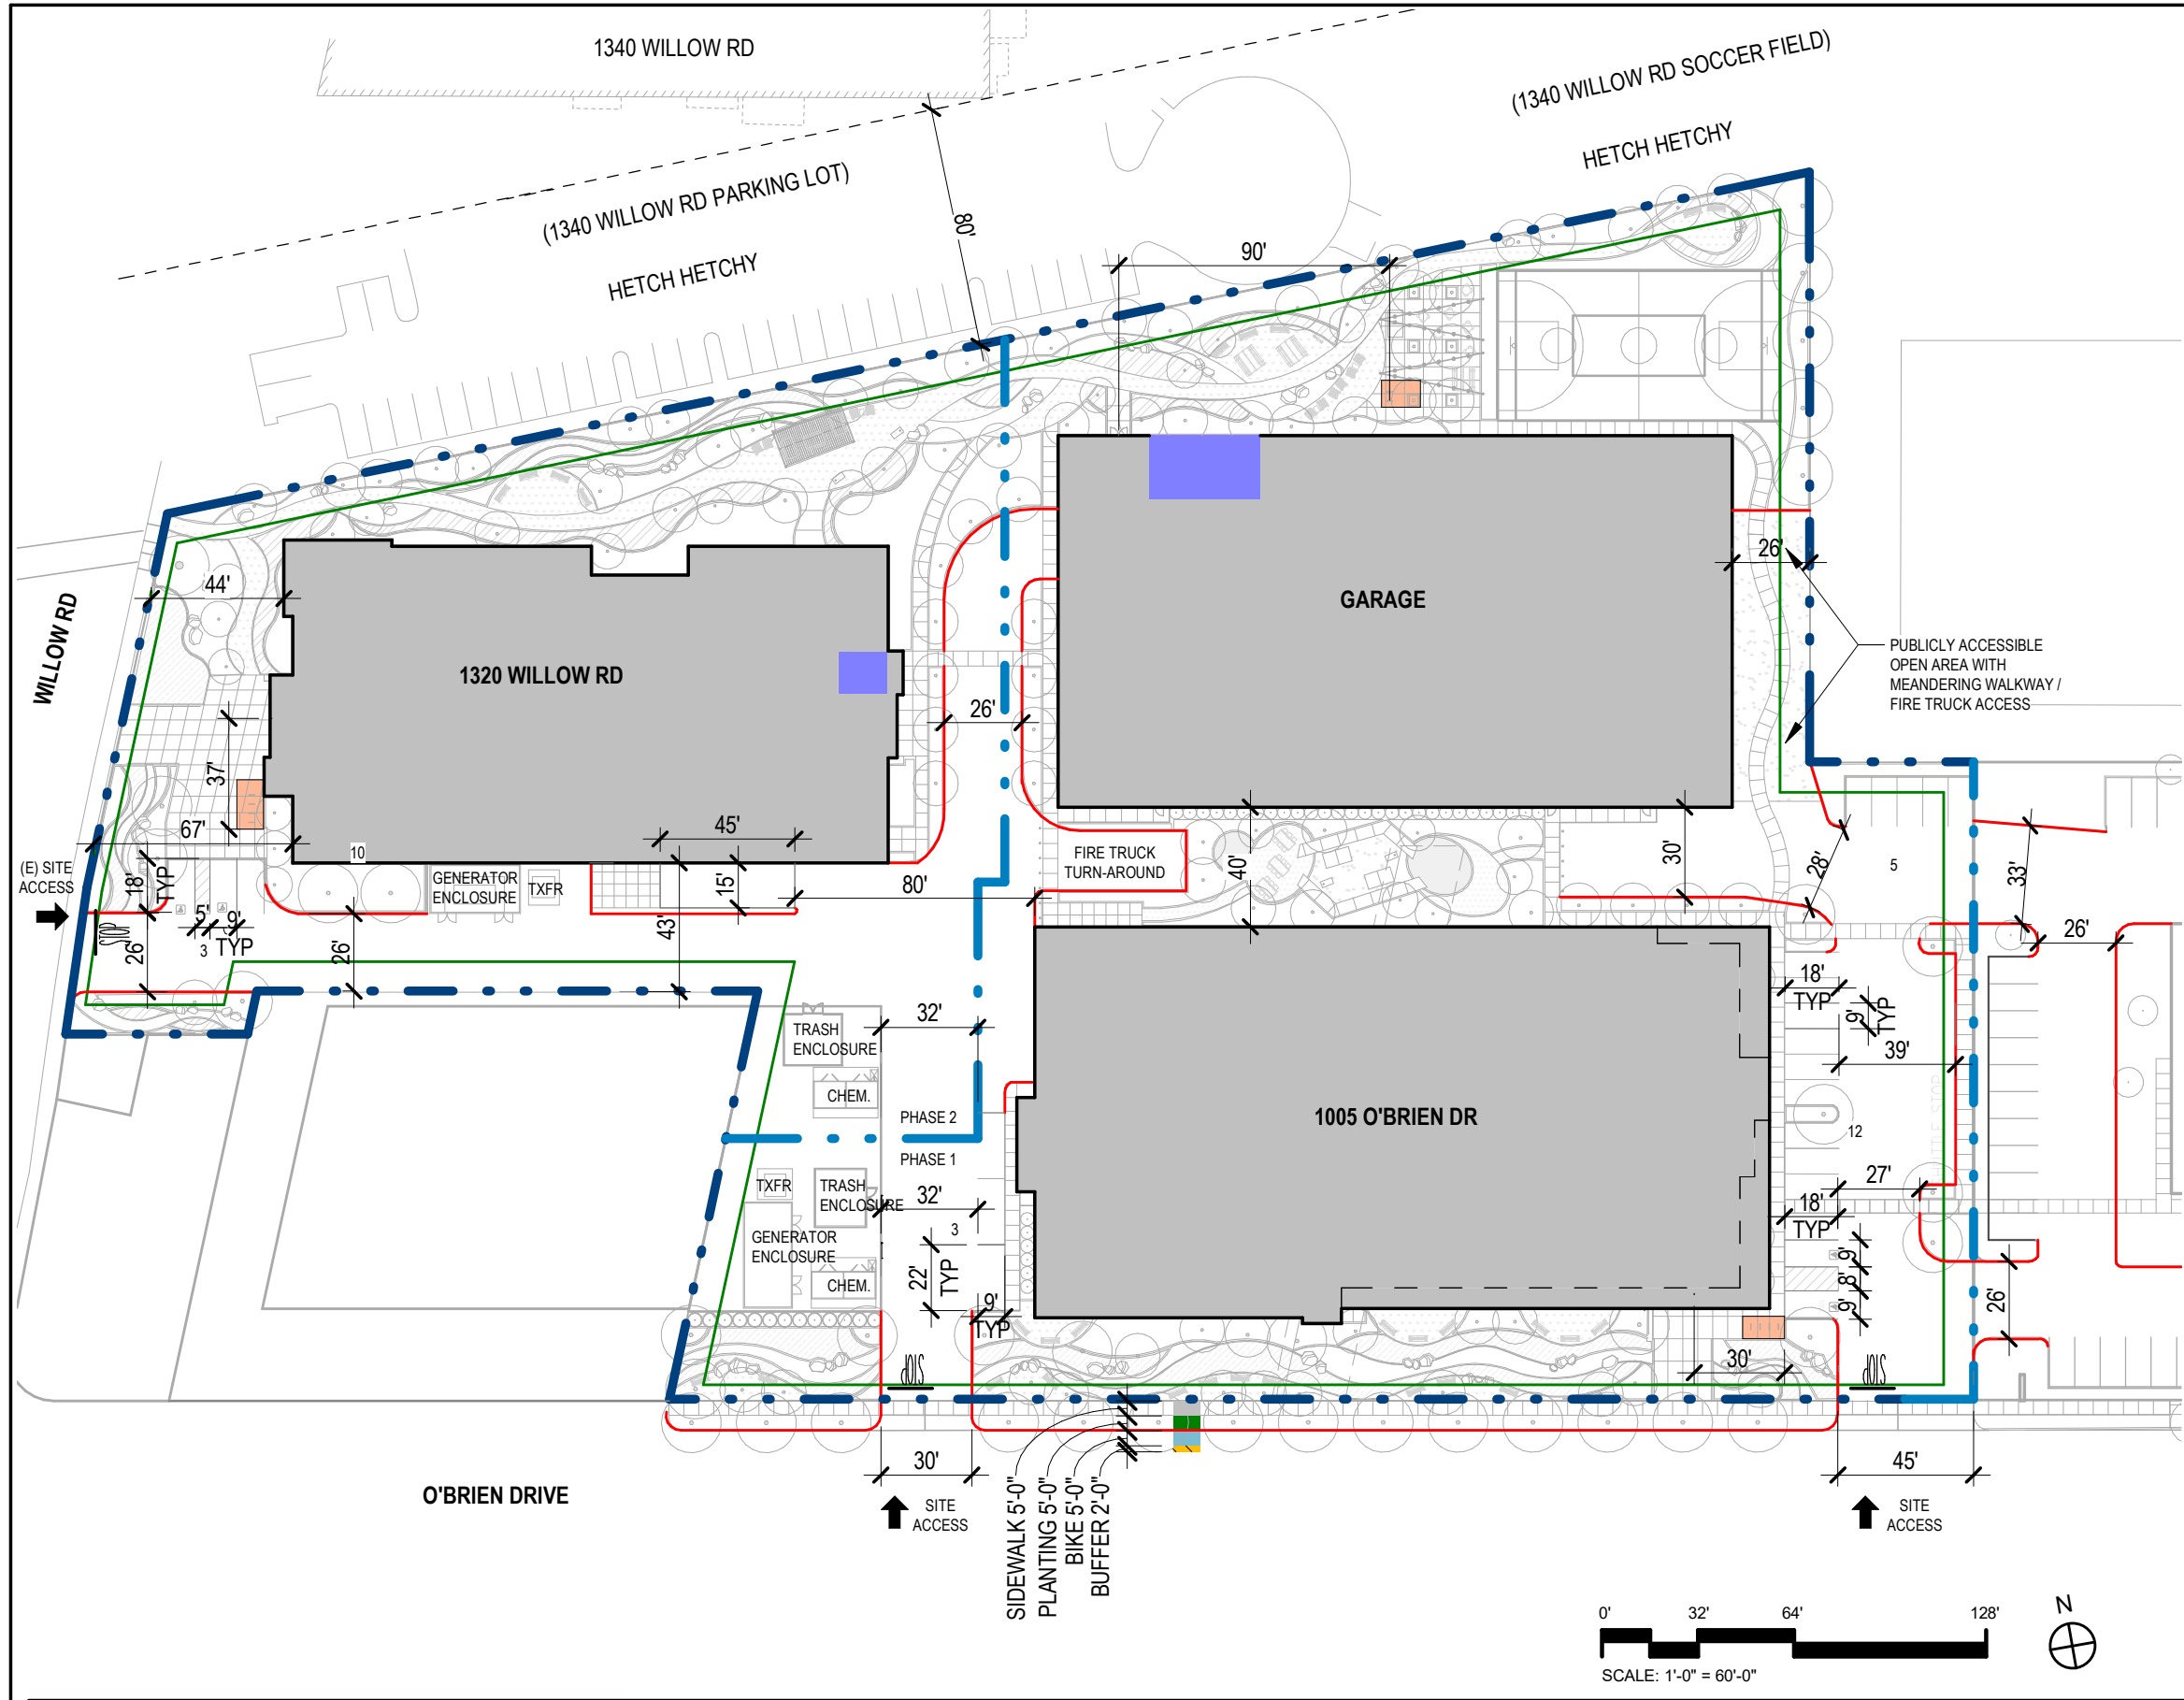 1340 WILLOW RD
(1340 WILLOW RD SOCCER FIELD)
HETCH HETCHY
(1340 WILLOW RD PARKING LOT)
80'
HETCH HETCHY
90'
44'
WILLOW RD
1320 WILLOW RD
GARAGE
26'
PUBLICLY ACCESSIBLE
OPEN AREA WITH
MEANDERING WALKWAY /
FIRE TRUCK ACCESS
26'
37'
67'
10
45'
(E) SITE
ACCESS
18'
TYP
STOP
5'
9'
3
TYP
26'
26'
GENERATOR
ENCLOSURE
TXFR
43'
15'
80'
FIRE TRUCK
TURN-AROUND
40'
30'
28'
5
33'
26'
18'
TYP
9'
TYP
39'
32'
TRASH
ENCLOSURE
CHEM.
PHASE 2
PHASE 1
1005 O'BRIEN DR
12
27'
18'
TYP
9'
8'
9'
26'
TXFR
TRASH
ENCLOSURE
32'
3
GENERATOR
ENCLOSURE
22'
TYP
CHEM.
9'
TYP
30'
STOP
STOP
30'
45'
O'BRIEN DRIVE
SITE
ACCESS
SIDEWALK 5'-0"
PLANTING 5'-0"
BIKE 5'-0"
BUFFER 2'-0"
SITE
ACCESS
0'
32'
64'
128'
N
SCALE: 1'-0" = 60'-0"